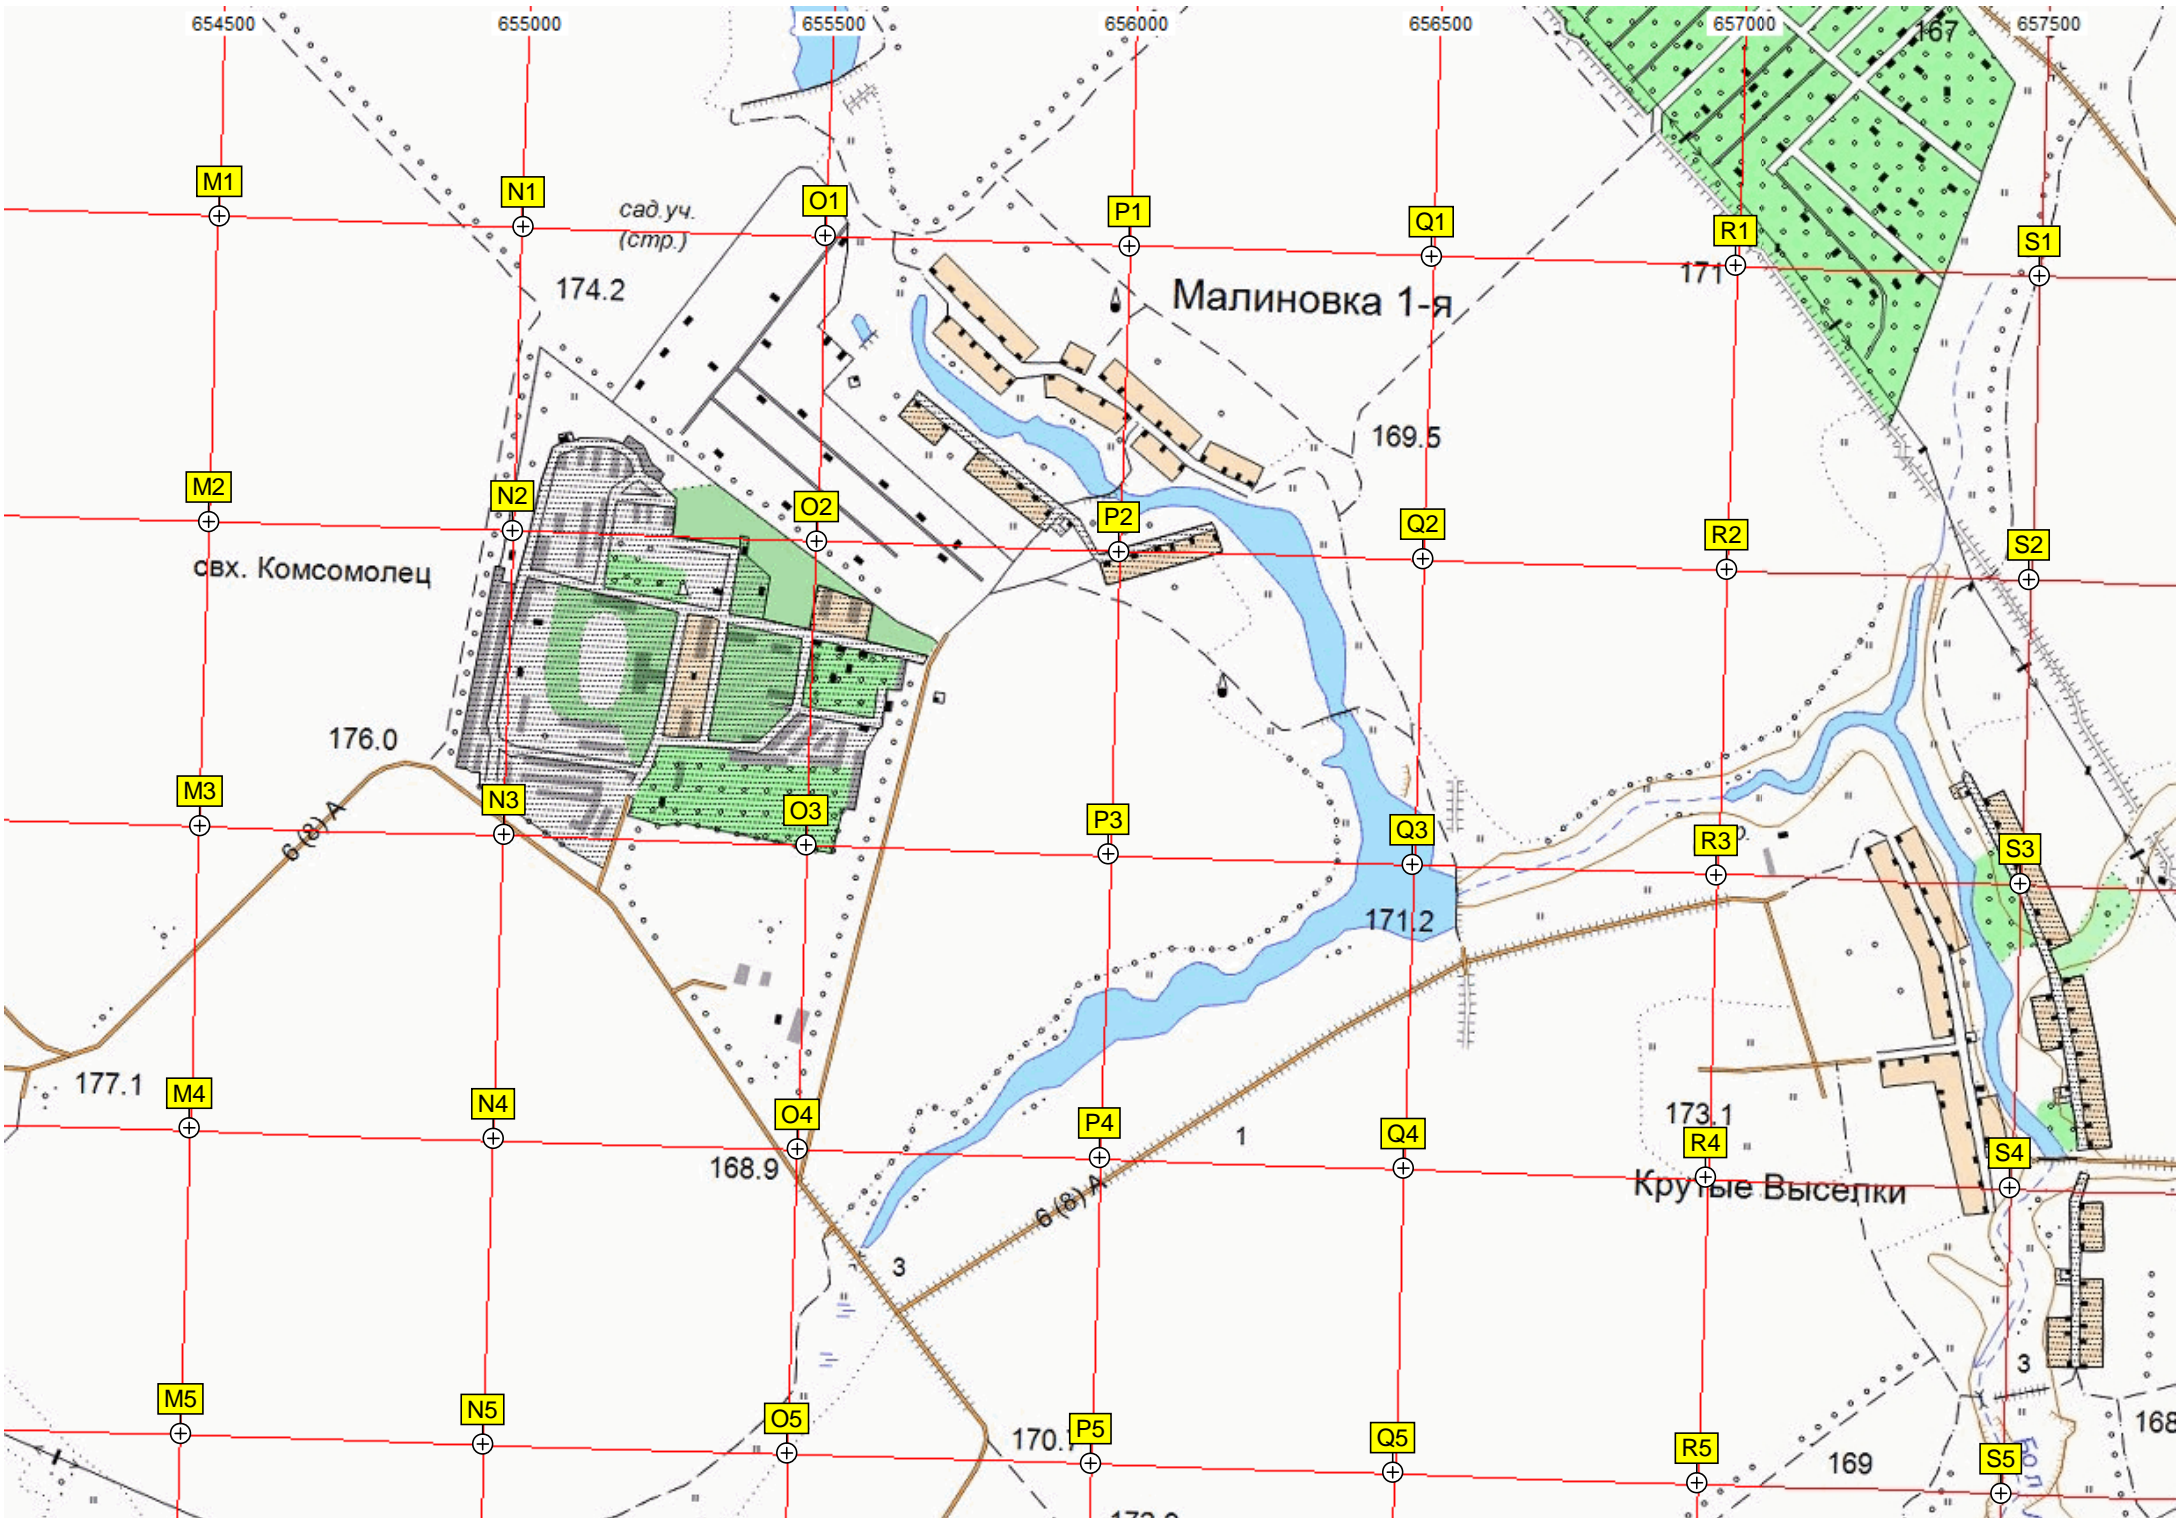 654500 655000 655500 656000 656500 657000 657500
167
M1 N1 O1 P1 Q1 R1 S1
сад.уч.
(стр.)
171
174.2
Малиновка 1-я
169.5
M2 N2 O2 P2 Q2 R2 S2
свх. Комсомолец
176.0
M3 N3 O3 P3 Q3 R3 S3
6 (8) А
171.2
177.1
M4 N4 O4 P4 Q4 R4 S4
173.1
1
168.9
Крутые Выселки
6 (8) А
3
3
M5 N5 O5 P5 Q5 R5 S5
170.7
168
169
Бол